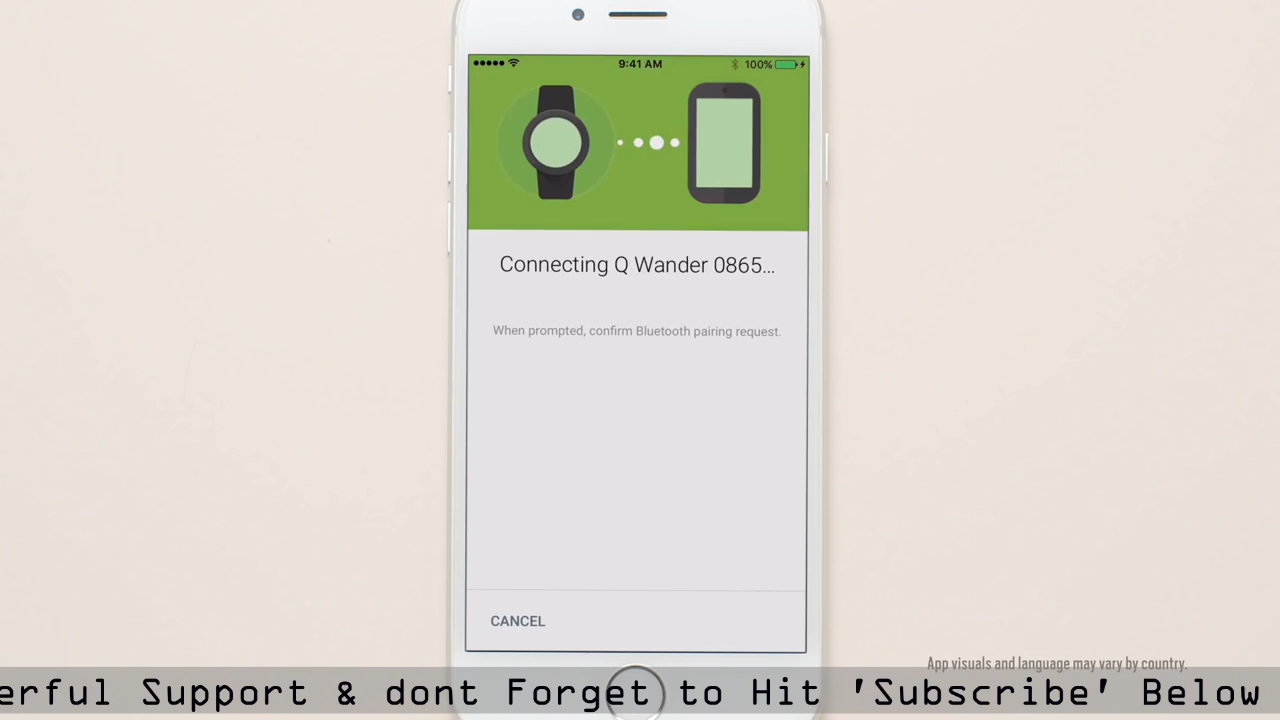 9:41 AM
100%
Connecting Q Wander 0865...
When prompted, confirm Bluetooth pairing request.
CANCEL
App visuals and language may vary by country.
erful Support & dont Forget to Hit 'Subscribe' Below